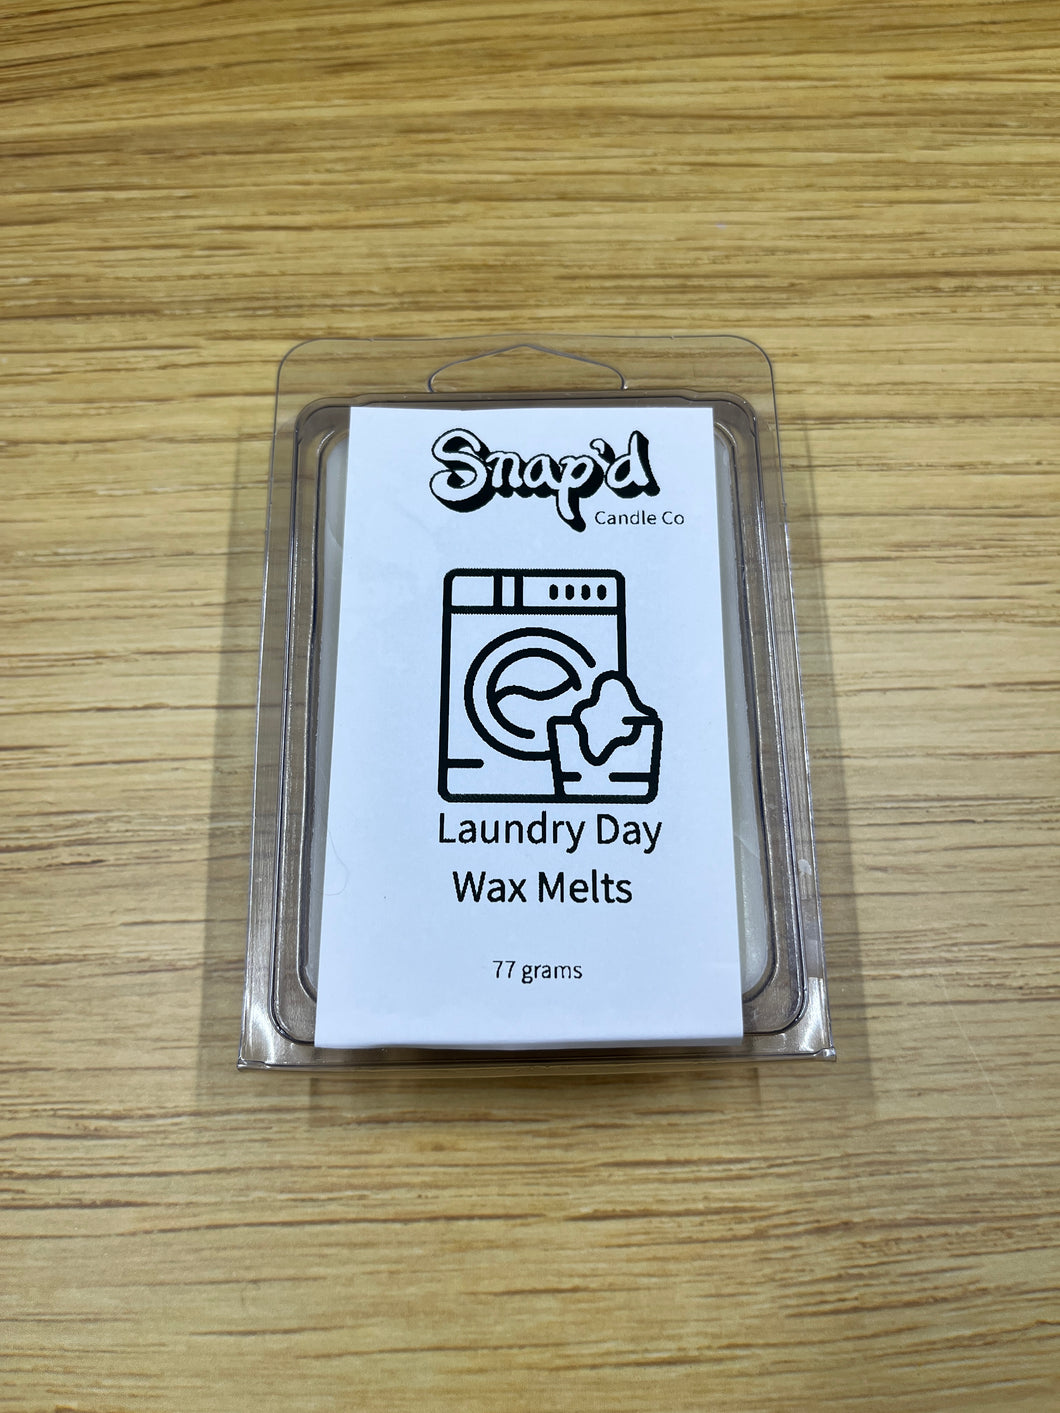 Snap'd
Candle Co
Laundry Day
Wax Melts
77 grams